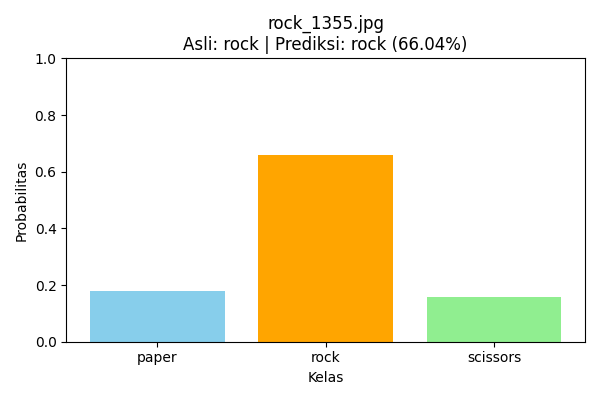 rock_1355.jpg
Asli: rock | Prediksi: rock (66.04%)
1.0
0.8
0.6
0.4
0.2
0.0
Probabilitas
paper rock scissors
Kelas